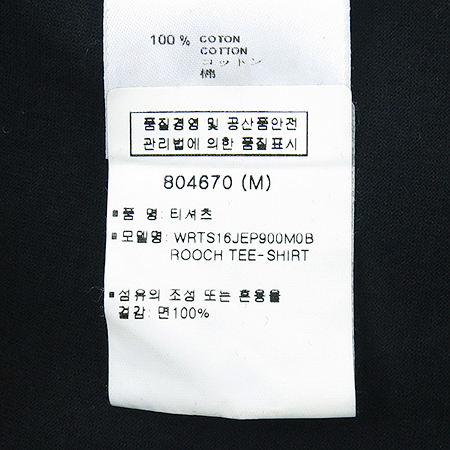 100 % COTON
COTTON
コットン
棉
품질경영 및 공산품안전
관리법에 의한 품질표시
804670 (M)
■품 명: 티셔츠
■모델명: WRTS16JEP900M0B
ROOCH TEE-SHIRT
■섬유의 조성 또는 혼용율
겉감: 면100%